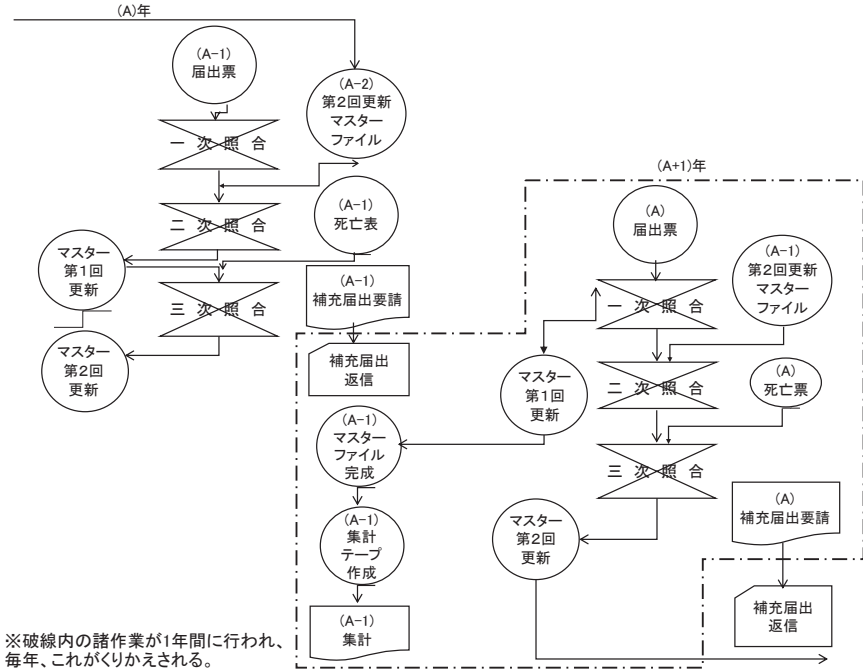 (A)年
(A-1)
届出票
(A-2)
第2回更新
マスター
ファイル
一 次 照 合
(A-1)
死亡表
二 次 照 合
マスター
第1回
更新
(A-1)
補充届出要請
三 次 照 合
マスター
第2回
更新
補充届出
返信
(A-1)
マスター
ファイル
完成
(A-1)
集計
テープ
作成
(A-1)
集計
(A+1)年
(A)
届出票
(A-1)
第2回更新
マスター
ファイル
一 次 照 合
マスター
第1回
更新
二 次 照 合
(A)
死亡票
三 次 照 合
マスター
第2回
更新
(A)
補充届出要請
補充届出
返信
※破線内の諸作業が1年間に行われ、
毎年、これがくりかえされる。